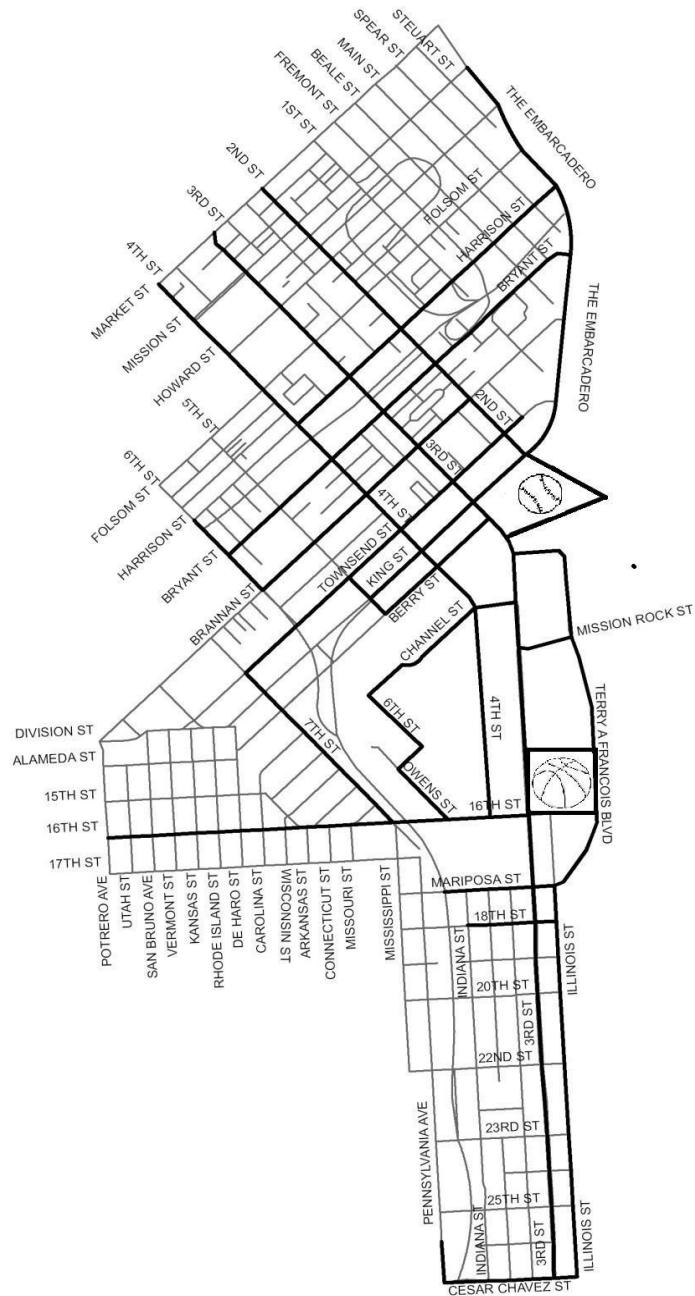 STEUART ST
SPEAR ST
MAIN ST
BEALE ST
FREMONT ST
1ST ST
2ND ST
3RD ST
4TH ST
MARKET ST
MISSION ST
HOWARD ST
5TH ST
6TH ST
FOLSOM ST
HARRISON ST
BRYANT ST
BRANNAN ST
THE EMBARCADERO
FOLSOM ST
HARRISON ST
BRYANT ST
THE EMBARCADERO
2ND ST
3RD ST
4TH ST
TOWNSEND ST
KING ST
BERRY ST
CHANNEL ST
MISSION ROCK ST
6TH ST
4TH ST
TERRY A FRANCOIS BLVD
7TH ST
OWENS ST
16TH ST
DIVISION ST
ALAMEDA ST
15TH ST
16TH ST
17TH ST
POTRERO AVE
UTAH ST
SAN BRUNO AVE
VERMONT ST
KANSAS ST
RHODE ISLAND ST
DE HARO ST
CAROLINA ST
WISCONSIN ST
ARKANSAS ST
CONNECTICUT ST
MISSOURI ST
MISSISSIPPI ST
MARIPOSA ST
18TH ST
INDIANA ST
20TH ST
ILLINOIS ST
3RD ST
22ND ST
PENNSYLVANIA AVE
23RD ST
25TH ST
INDIANA ST
3RD ST
ILLINOIS ST
CESAR CHAVEZ ST